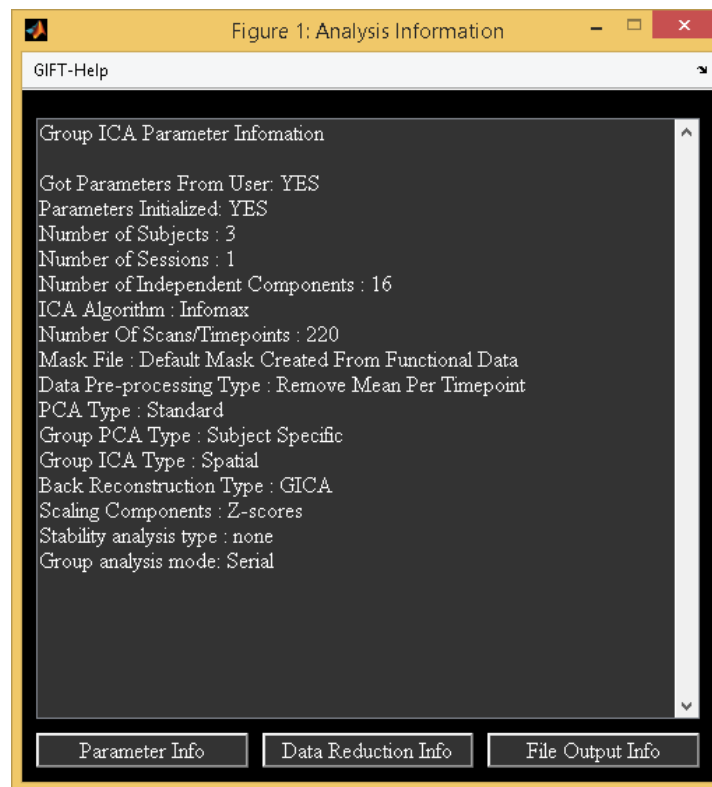 Figure 1: Analysis Information
GIFT-Help
Group ICA Parameter Infomation
Got Parameters From User: YES
Parameters Initialized: YES
Number of Subjects : 3
Number of Sessions : 1
Number of Independent Components : 16
ICA Algorithm : Infomax
Number Of Scans/Timepoints : 220
Mask File : Default Mask Created From Functional Data
Data Pre-processing Type : Remove Mean Per Timepoint
PCA Type : Standard
Group PCA Type : Subject Specific
Group ICA Type : Spatial
Back Reconstruction Type : GICA
Scaling Components : Z-scores
Stability analysis type : none
Group analysis mode: Serial
Parameter Info
Data Reduction Info
File Output Info